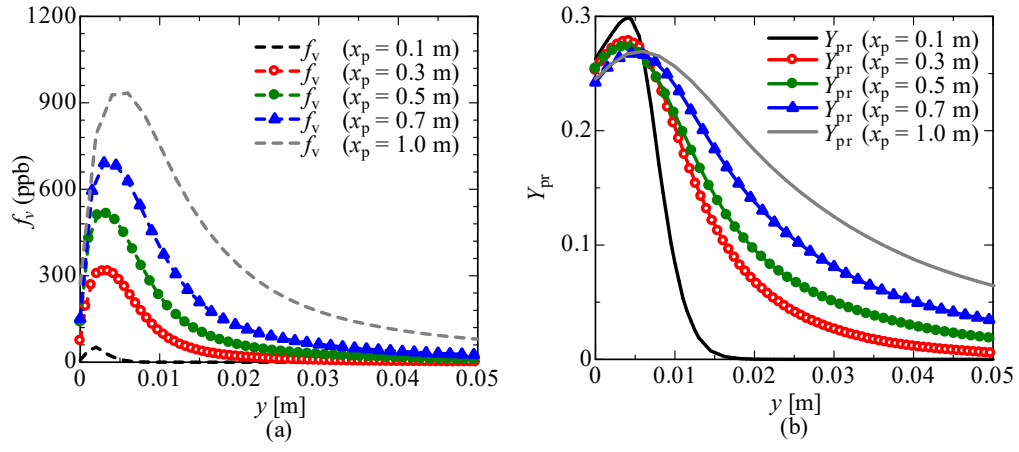 1200
900
600
300
0
f_v (ppb)
f_v (x_p = 0.1 m)
f_v (x_p = 0.3 m)
f_v (x_p = 0.5 m)
f_v (x_p = 0.7 m)
f_v (x_p = 1.0 m)
0 0.01 0.02 0.03 0.04 0.05
y [m]
(a)
0.3
0.2
0.1
0
Y_pr
Y_pr (x_p = 0.1 m)
Y_pr (x_p = 0.3 m)
Y_pr (x_p = 0.5 m)
Y_pr (x_p = 0.7 m)
Y_pr (x_p = 1.0 m)
0 0.01 0.02 0.03 0.04 0.05
y [m]
(b)